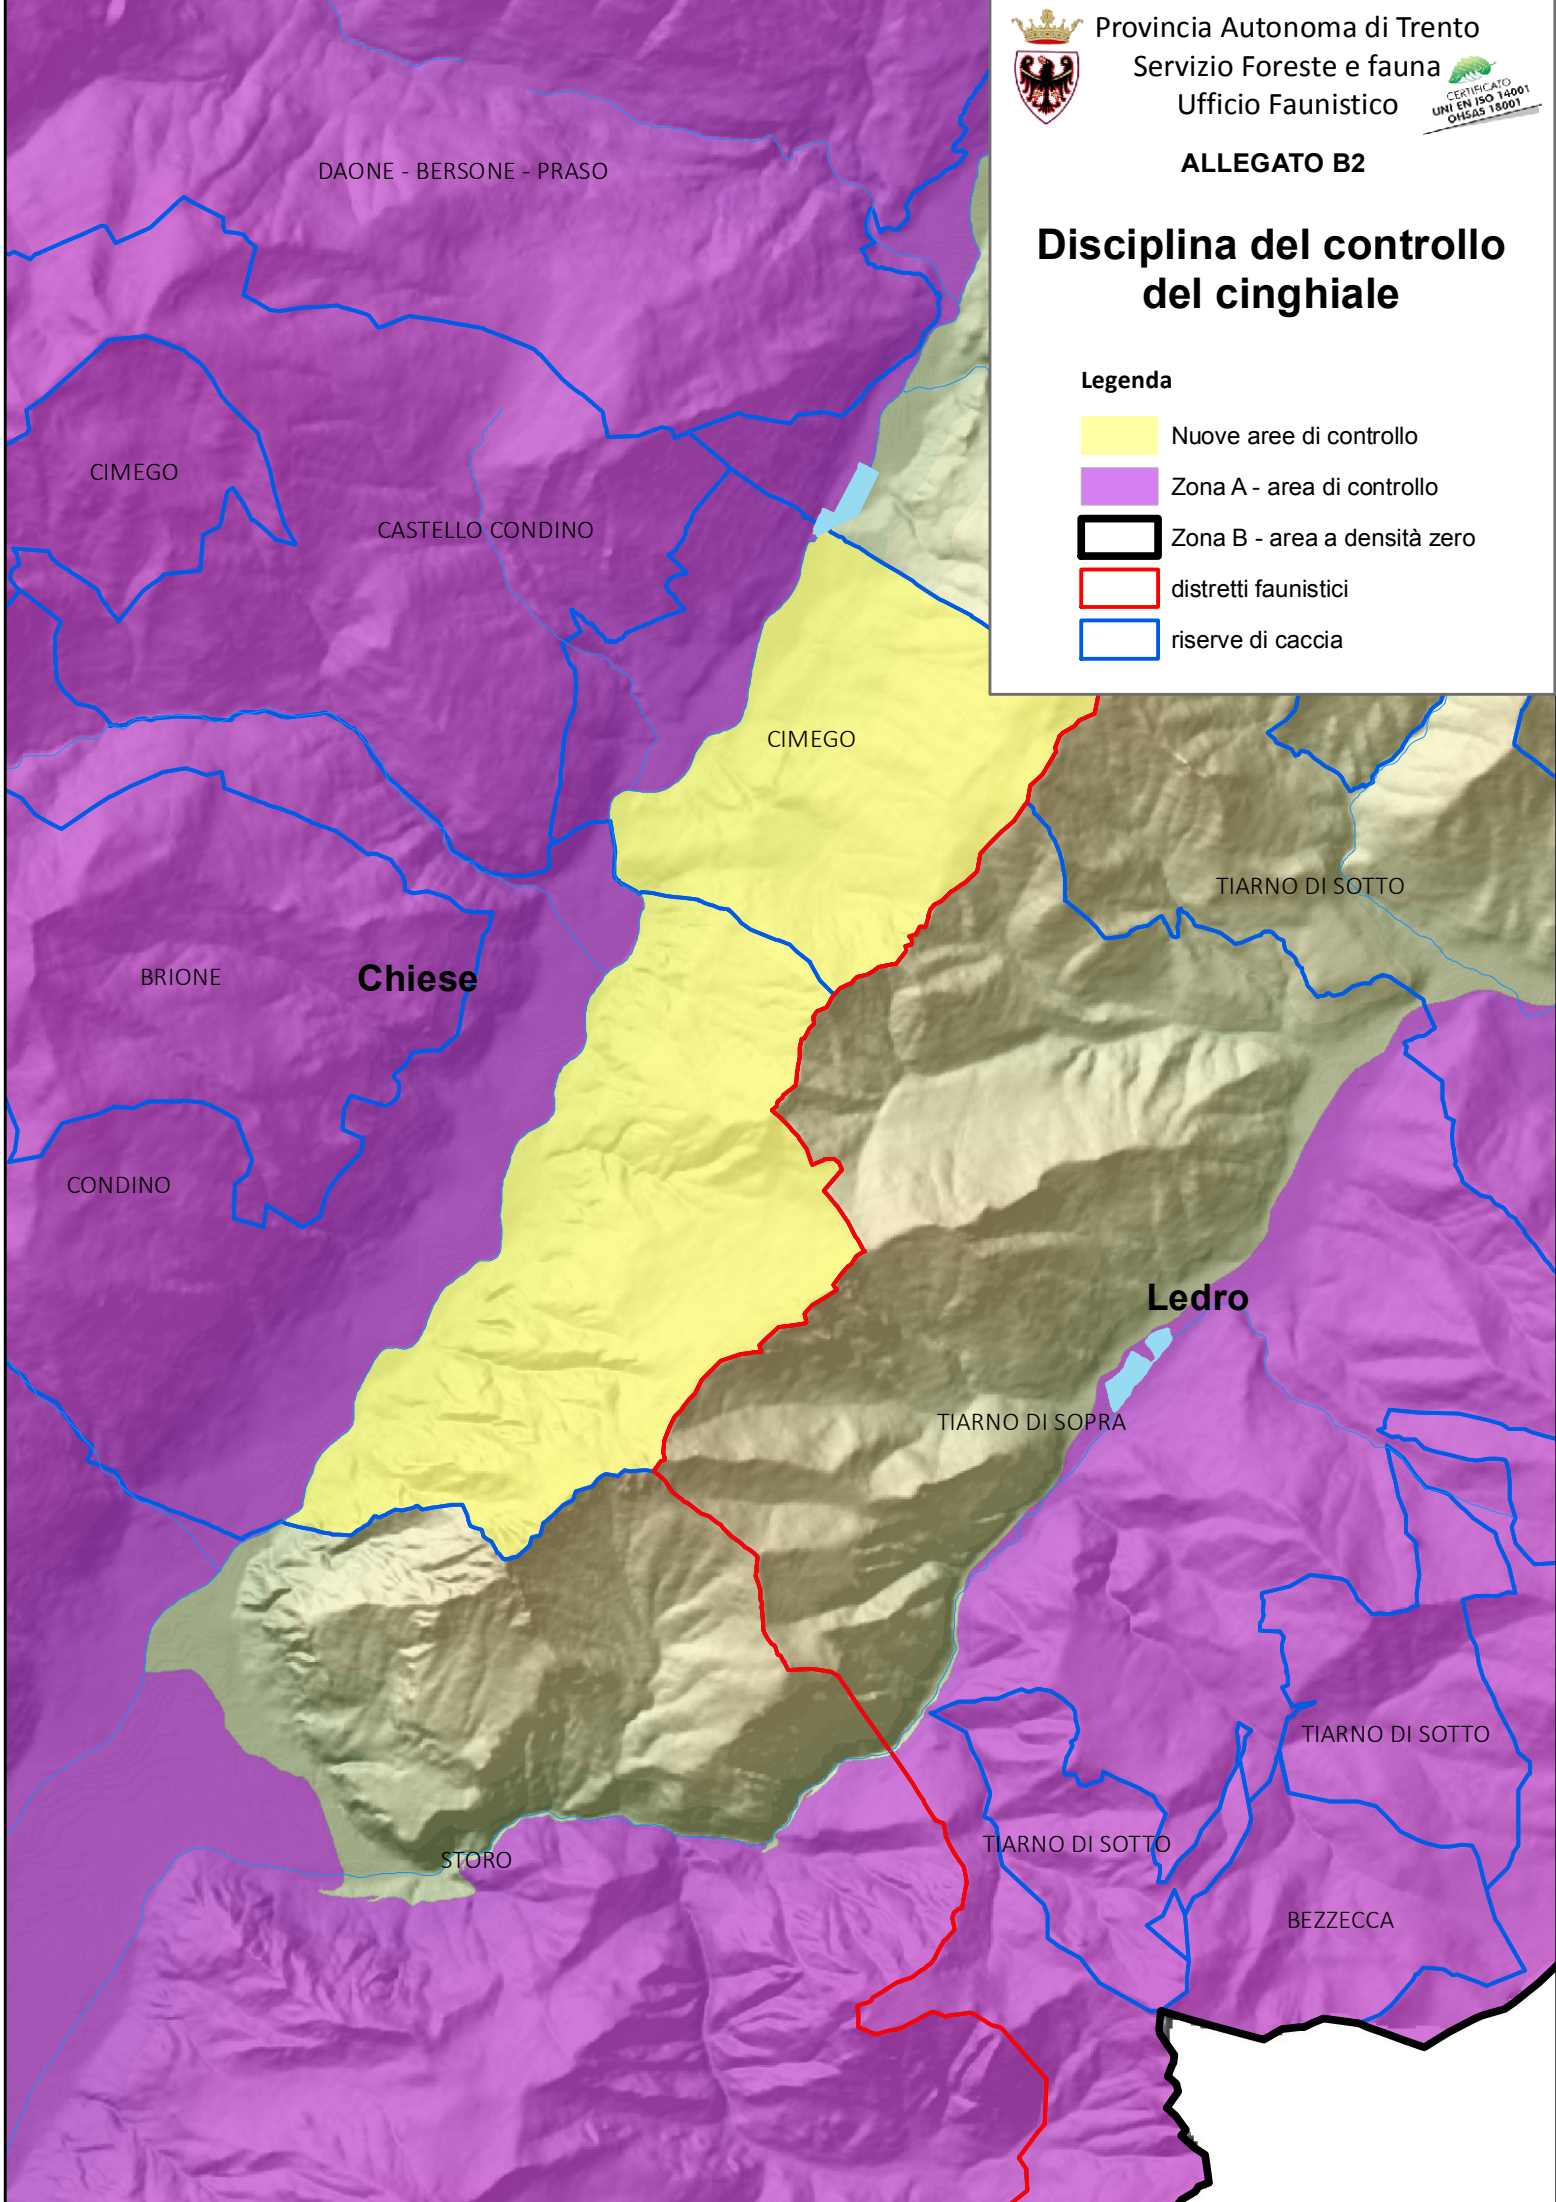 Provincia Autonoma di Trento
Servizio Foreste e fauna
Ufficio Faunistico
CERTIFICATO
UNI EN ISO 14001
OHSAS 18001
ALLEGATO B2
Disciplina del controllo
del cinghiale
Legenda
Nuove aree di controllo
Zona A - area di controllo
Zona B - area a densità zero
distretti faunistici
riserve di caccia
DAONE - BERSONE - PRASO
CIMEGO
CASTELLO CONDINO
CIMEGO
TIARNO DI SOTTO
BRIONE
Chiese
CONDINO
Ledro
TIARNO DI SOPRA
TIARNO DI SOTTO
TIARNO DI SOTTO
STORO
BEZZECCA